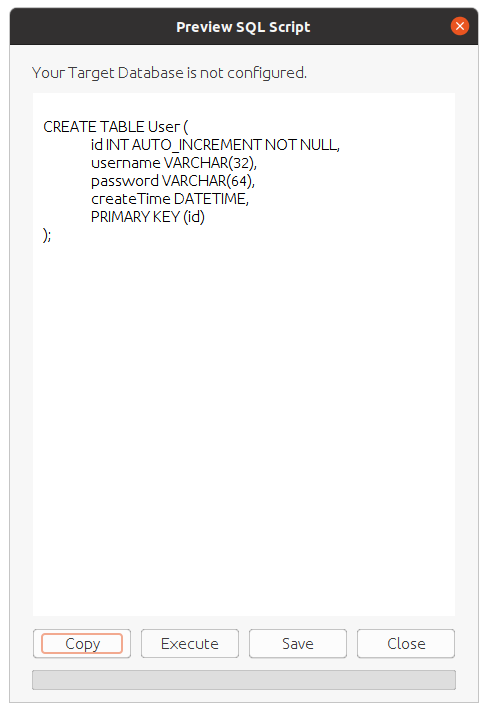 Preview SQL Script
Your Target Database is not configured.
CREATE TABLE User (
id INT AUTO_INCREMENT NOT NULL,
username VARCHAR(32),
password VARCHAR(64),
createTime DATETIME,
PRIMARY KEY (id)
);
Copy Execute Save Close